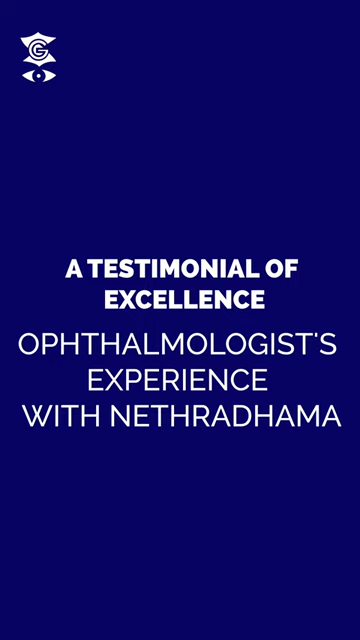 A TESTIMONIAL OF
EXCELLENCE
OPHTHALMOLOGIST'S
EXPERIENCE
WITH NETHRADHAMA